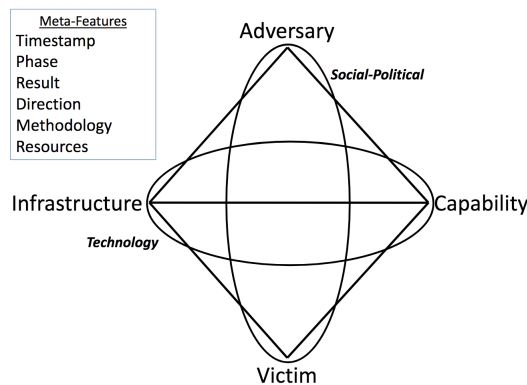 Meta-Features
Timestamp
Phase
Result
Direction
Methodology
Resources
Adversary
Social-Political
Infrastructure
Capability
Technology
Victim